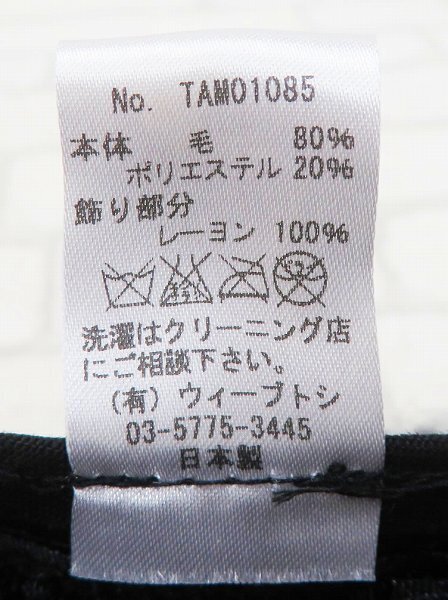 No. TAM01085
本体 毛 80%
ポリエステル 20%
飾り部分
レーヨン 100%
洗濯はクリーニング店
にご相談下さい。
(有) ウィーブトシ
03-5775-3445
日本製